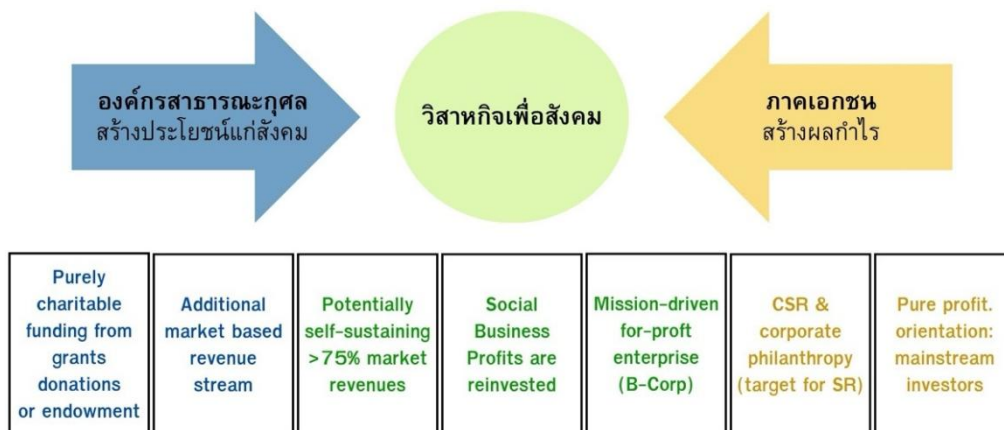 องค์กรสาธารณะกุศล
สร้างประโยชน์แก่สังคม
วิสาหกิจเพื่อสังคม
ภาคเอกชน
สร้างผลกำไร
Purely
charitable
funding from
grants
donations
or endowment
Additional
market based
revenue
stream
Potentially
self-sustaining
>75% market
revenues
Social
Business
Profits are
reinvested
Mission-driven
for-proft
enterprise
(B-Corp)
CSR &
corporate
philanthropy
(target for SR)
Pure profit.
orientation:
mainstream
investors